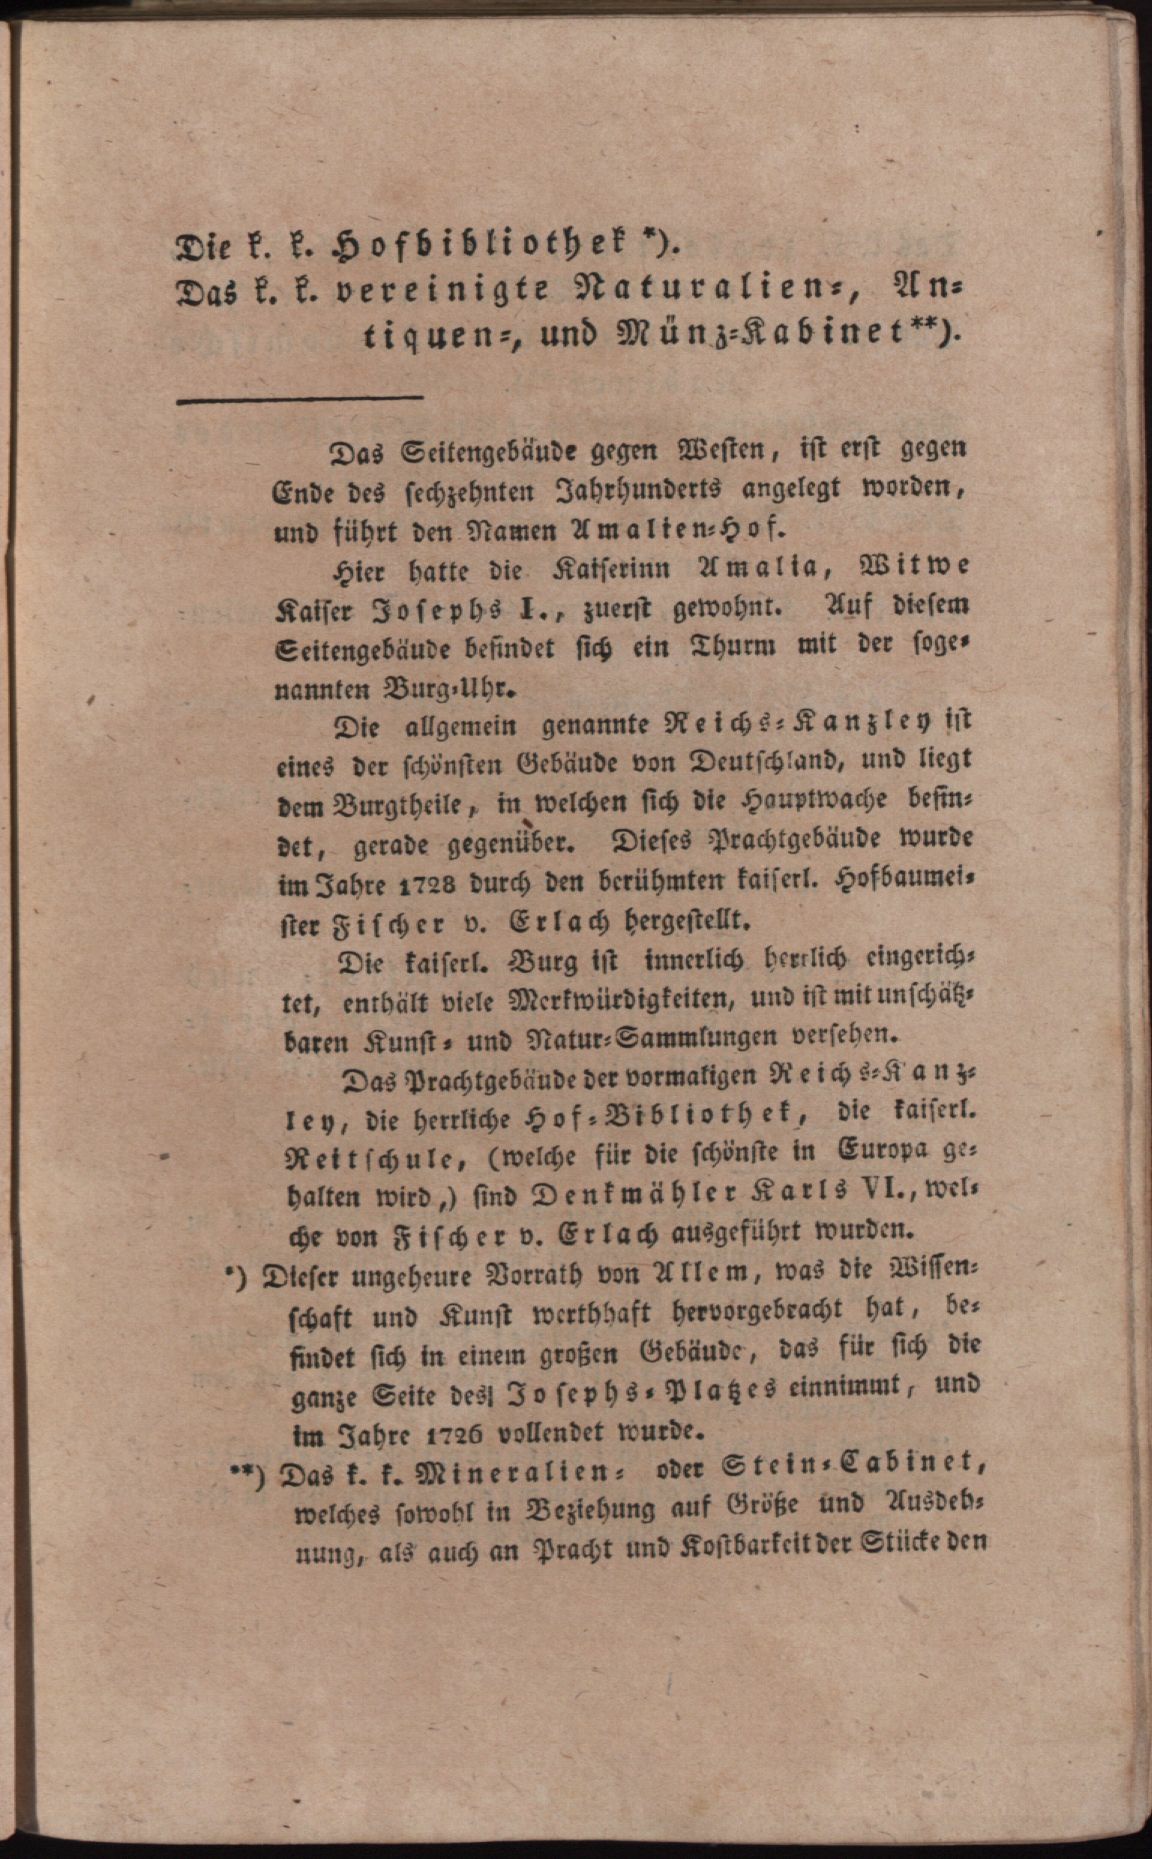 Die k. k. Hofbibliothek *).
Das k. k. vereinigte Naturalien-, An-
tiquen-, und Münz-Kabinet**).
Das Seitengebäude gegen Westen, ist erst gegen
Ende des sechzehnten Jahrhunderts angelegt worden,
und führt den Namen Amalien-Hof.
Hier hatte die Kaiserinn Amalia, Witwe
Kaiser Josephs I., zuerst gewohnt. Auf diesem
Seitengebäude befindet sich ein Thurm mit der soge-
nannten Burg-Uhr.
Die allgemein genannte Reichs-Kanzley ist
eines der schönsten Gebäude von Deutschland, und liegt
dem Burgtheile, in welchen sich die Hauptwache befin-
det, gerade gegenüber. Dieses Prachtgebäude wurde
im Jahre 1728 durch den berühmten kaiserl. Hofbaumei-
ster Fischer v. Erlach hergestellt.
Die kaiserl. Burg ist innerlich herrlich eingerich-
tet, enthält viele Merkwürdigkeiten, und ist mit unschätz-
baren Kunst- und Natur-Sammlungen versehen.
Das Prachtgebäude der vormaligen Reichs-Kanz-
ley, die herrliche Hof-Bibliothek, die kaiserl.
Reitschule, (welche für die schönste in Europa ge-
halten wird,) sind Denkmähler Karls VI., wel-
che von Fischer v. Erlach ausgeführt wurden.
*) Dieser ungeheure Vorrath von Allem, was die Wissen-
schaft und Kunst werthhaft hervorgebracht hat, be-
findet sich in einem großen Gebäude, das für sich die
ganze Seite des Josephs-Platzes einnimmt, und
im Jahre 1726 vollendet wurde.
**) Das k. k. Mineralien- oder Stein-Cabinet,
welches sowohl in Beziehung auf Größe und Ausdeh-
nung, als auch an Pracht und Kostbarkeit der Stücke den